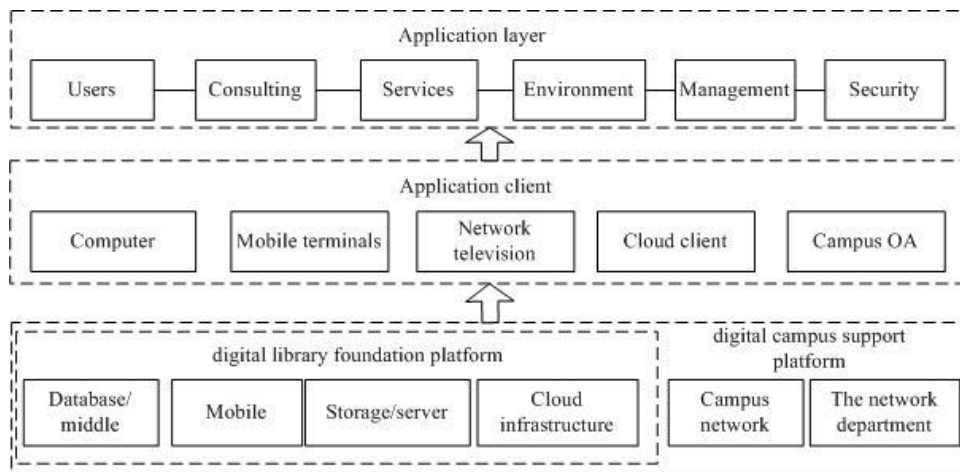 Application layer
Users
Consulting
Services
Environment
Management
Security
Application client
Computer
Mobile terminals
Network
television
Cloud client
Campus OA
digital library foundation platform
Database/
middle
Mobile
Storage/server
Cloud
infrastructure
digital campus support
platform
Campus
network
The network
department